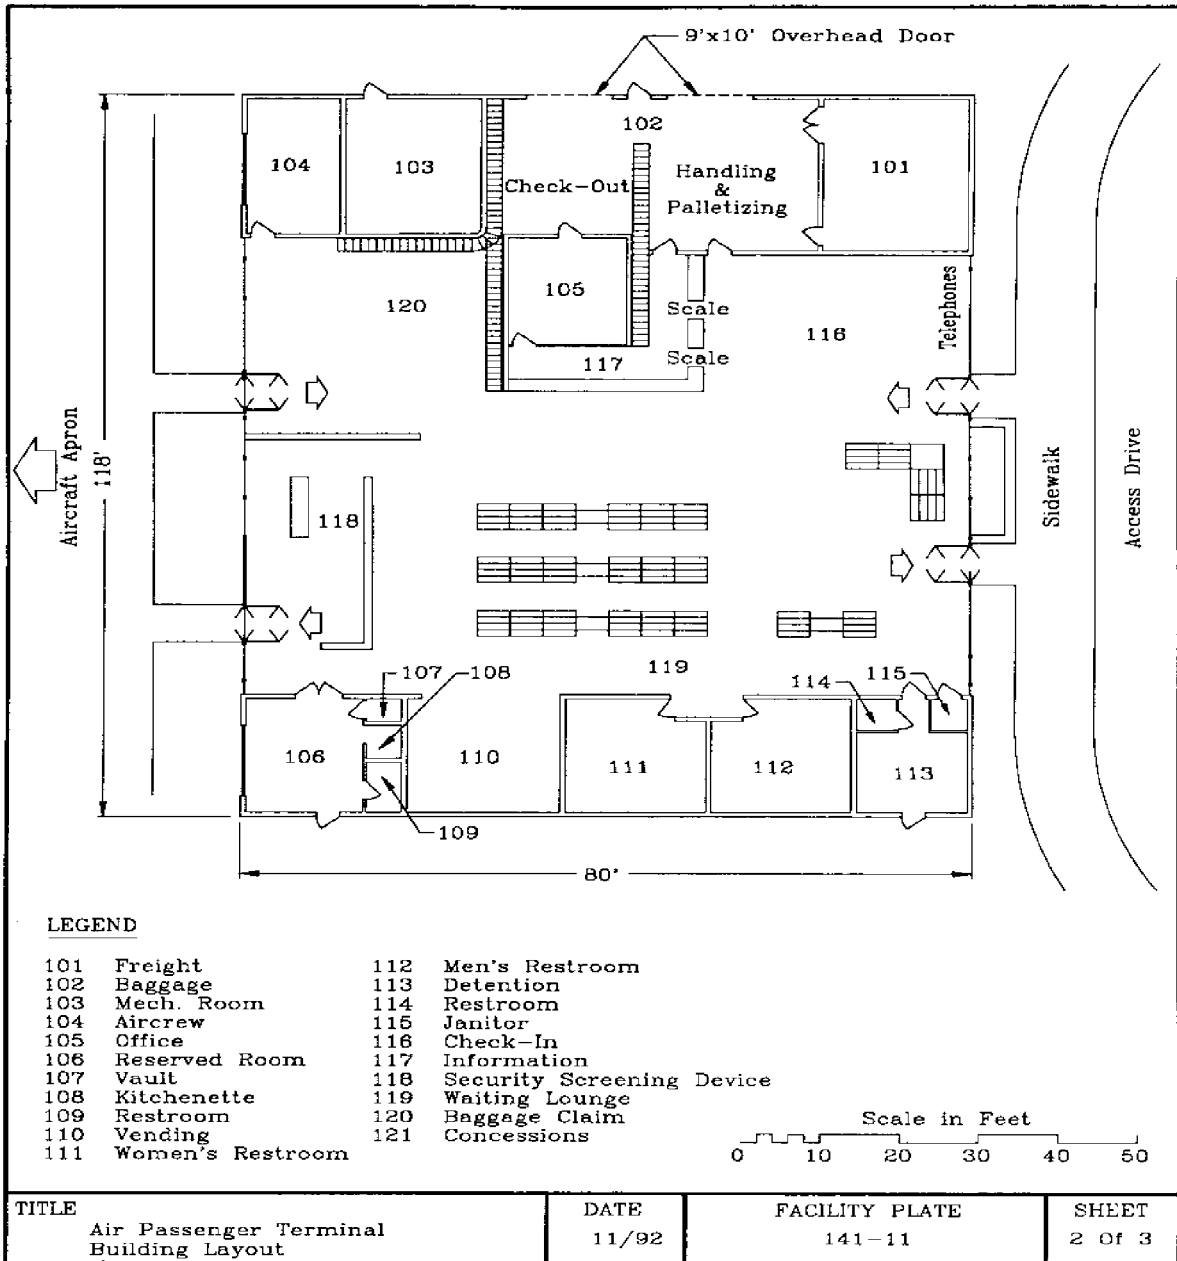 9'x10' Overhead Door
102
104
103
101
Check-Out
Handling
&
Palletizing
105
120
Scale
116
Telephones
117
Scale
Aircraft Apron
118'
118
Sidewalk
Access Drive
119
107
108
114
115
106
110
111
112
113
109
80'
LEGEND
101 Freight
102 Baggage
103 Mech. Room
104 Aircrew
105 Office
106 Reserved Room
107 Vault
108 Kitchenette
109 Restroom
110 Vending
111 Women's Restroom
112 Men's Restroom
113 Detention
114 Restroom
115 Janitor
116 Check-In
117 Information
118 Security Screening Device
119 Waiting Lounge
120 Baggage Claim
121 Concessions
Scale in Feet
0 10 20 30 40 50
TITLE
Air Passenger Terminal
Building Layout
DATE
11/92
FACILITY PLATE
141-11
SHEET
2 Of 3